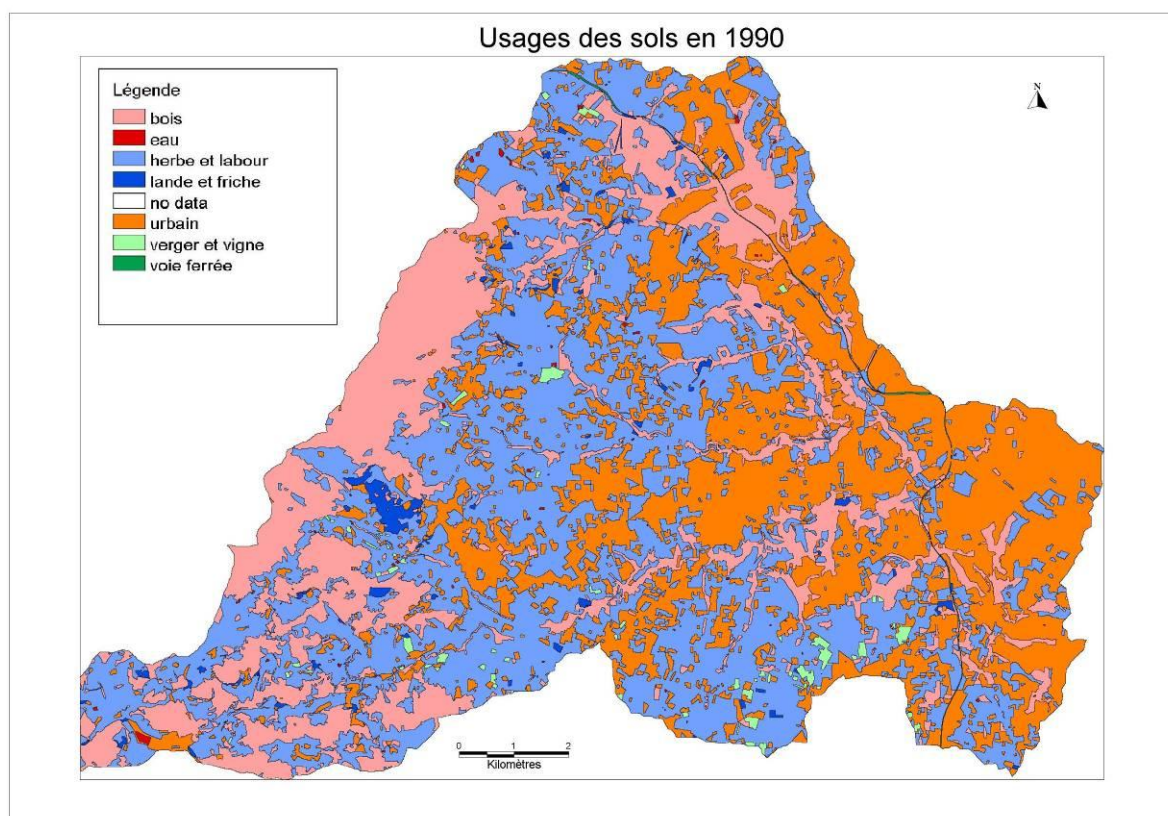 Usages des sols en 1990
Légende
bois
eau
herbe et labour
lande et friche
no data
urbain
verger et vigne
voie ferrée
N
0 1 2
Kilomètres